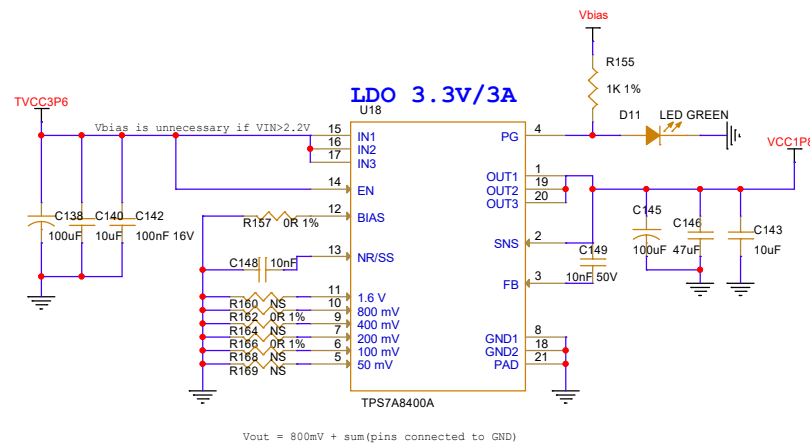 Vbias
R155
1K 1%
LDO 3.3V/3A
U18
TVCC3P6
Vbias is unnecessary if VIN>2.2V
D11
LED GREEN
VCC1P8
15
IN1
16
IN2
17
IN3
14
EN
12
BIAS
R157
0R 1%
13
NR/SS
C148
10nF
11
1.6 V
R160
NS
10
800 mV
R162
0R 1%
9
400 mV
R164
NS
7
200 mV
R166
0R 1%
6
100 mV
R168
NS
5
50 mV
R169
NS
PG
4
OUT1
1
OUT2
19
OUT3
20
SNS
2
FB
3
GND1
8
GND2
18
PAD
21
C138
100uF
C140
10uF
C142
100nF 16V
C145
100uF
C146
47uF
C143
10uF
C149
10nF 50V
TPS7A8400A
Vout = 800mV + sum(pins connected to GND)